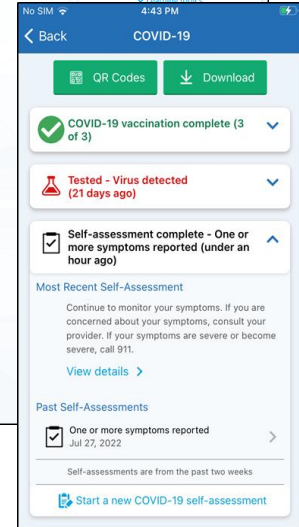 No SIM 4:43 PM
Back COVID-19
QR Codes Download
COVID-19 vaccination complete (3
of 3)
Tested - Virus detected
(21 days ago)
Self-assessment complete - One or
more symptoms reported (under an
hour ago)
Most Recent Self-Assessment
Continue to monitor your symptoms. If you are
concerned about your symptoms, consult your
provider. If your symptoms are severe or become
severe, call 911.
View details
Past Self-Assessments
One or more symptoms reported
Jul 27, 2022
Self-assessments are from the past two weeks
Start a new COVID-19 self-assessment